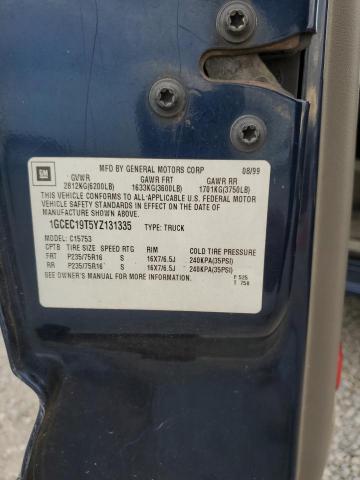 GM
MFD BY GENERAL MOTORS CORP 08/99
GVWR GAWR FRT GAWR RR
2812KG(6200LB) 1633KG(3600LB) 1701KG(3750LB)
THIS VEHICLE CONFORMS TO ALL APPLICABLE U.S. FEDERAL MOTOR
VEHICLE SAFETY STANDARDS IN EFFECT ON THE DATE OF
MANUFACTURE SHOWN ABOVE.
1GCEC19T5YZ131335 TYPE: TRUCK
MODEL: C15753
CPTB TIRE SIZE SPEED RTG RIM COLD TIRE PRESSURE
FRT P235/75R16 S 16X7/6.5J 240KPA(35PSI)
RR P235/75R16 S 16X7/6.5J 240KPA(35PSI)
SEE OWNER'S MANUAL FOR MORE INFORMATION.